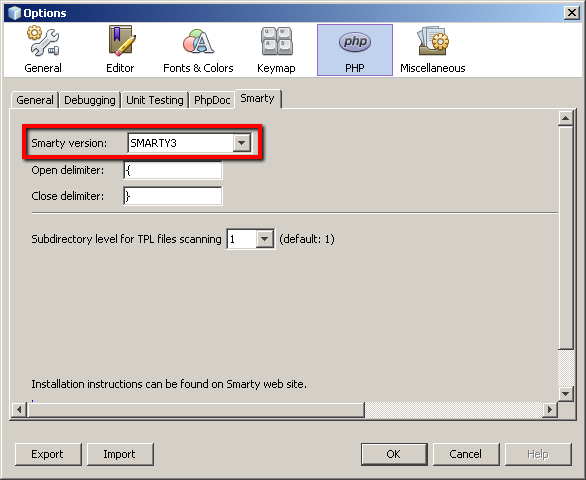 Options
General
Editor
Fonts & Colors
G W
A N
Keymap
php
PHP
Miscellaneous
General
Debugging
Unit Testing
PhpDoc
Smarty
Smarty version: SMARTY3
Open delimiter: {
Close delimiter: }
Subdirectory level for TPL files scanning 1 (default: 1)
Installation instructions can be found on Smarty web site.
Export
Import
OK
Cancel
Help